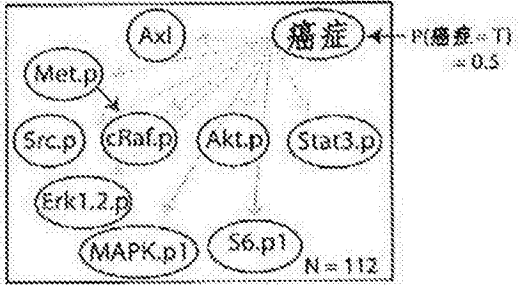 Axl
癌症
P(癌症=T)
= 0.5
Met.p
Src.p
cRaf.p
Akt.p
Stat3.p
Erk1.2.p
MAPK.p1
S6.p1
N = 112